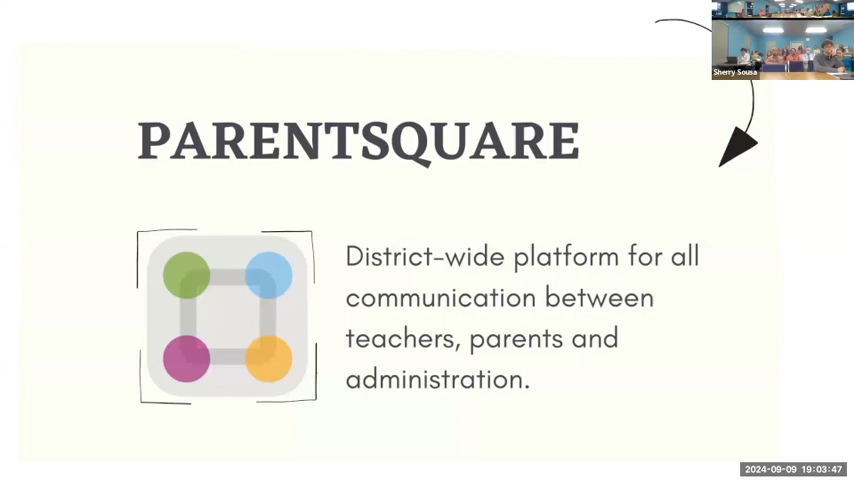 Sherry Sousa
PARENTSQUARE
District-wide platform for all
communication between
teachers, parents and
administration.
2024-09-09 19:03:47